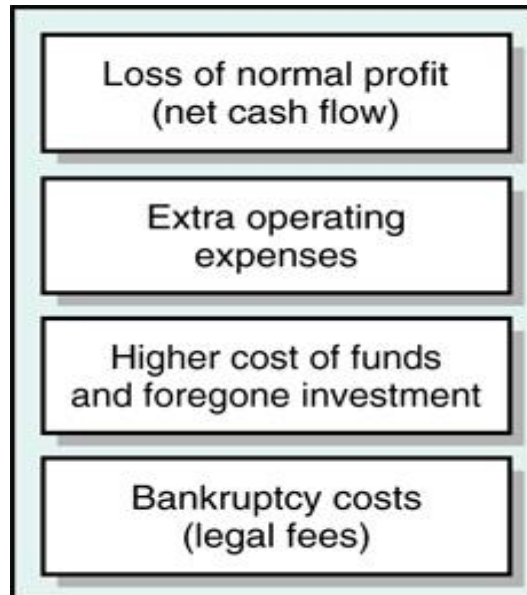 Loss of normal profit
(net cash flow)
Extra operating
expenses
Higher cost of funds
and foregone investment
Bankruptcy costs
(legal fees)